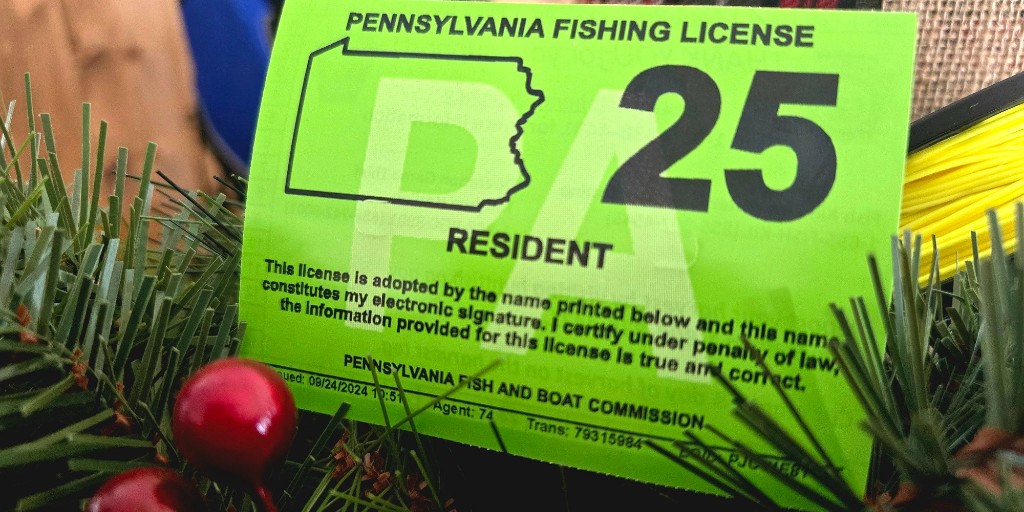 PENNSYLVANIA FISHING LICENSE
PA
25
RESIDENT
This license is adopted by the name printed below and this name
constitutes my electronic signature. I certify under penalty of law,
the information provided for this license is true and correct.
PENNSYLVANIA FISH AND BOAT COMMISSION
09/24/2024
Agent: 74
Trans: 79315984